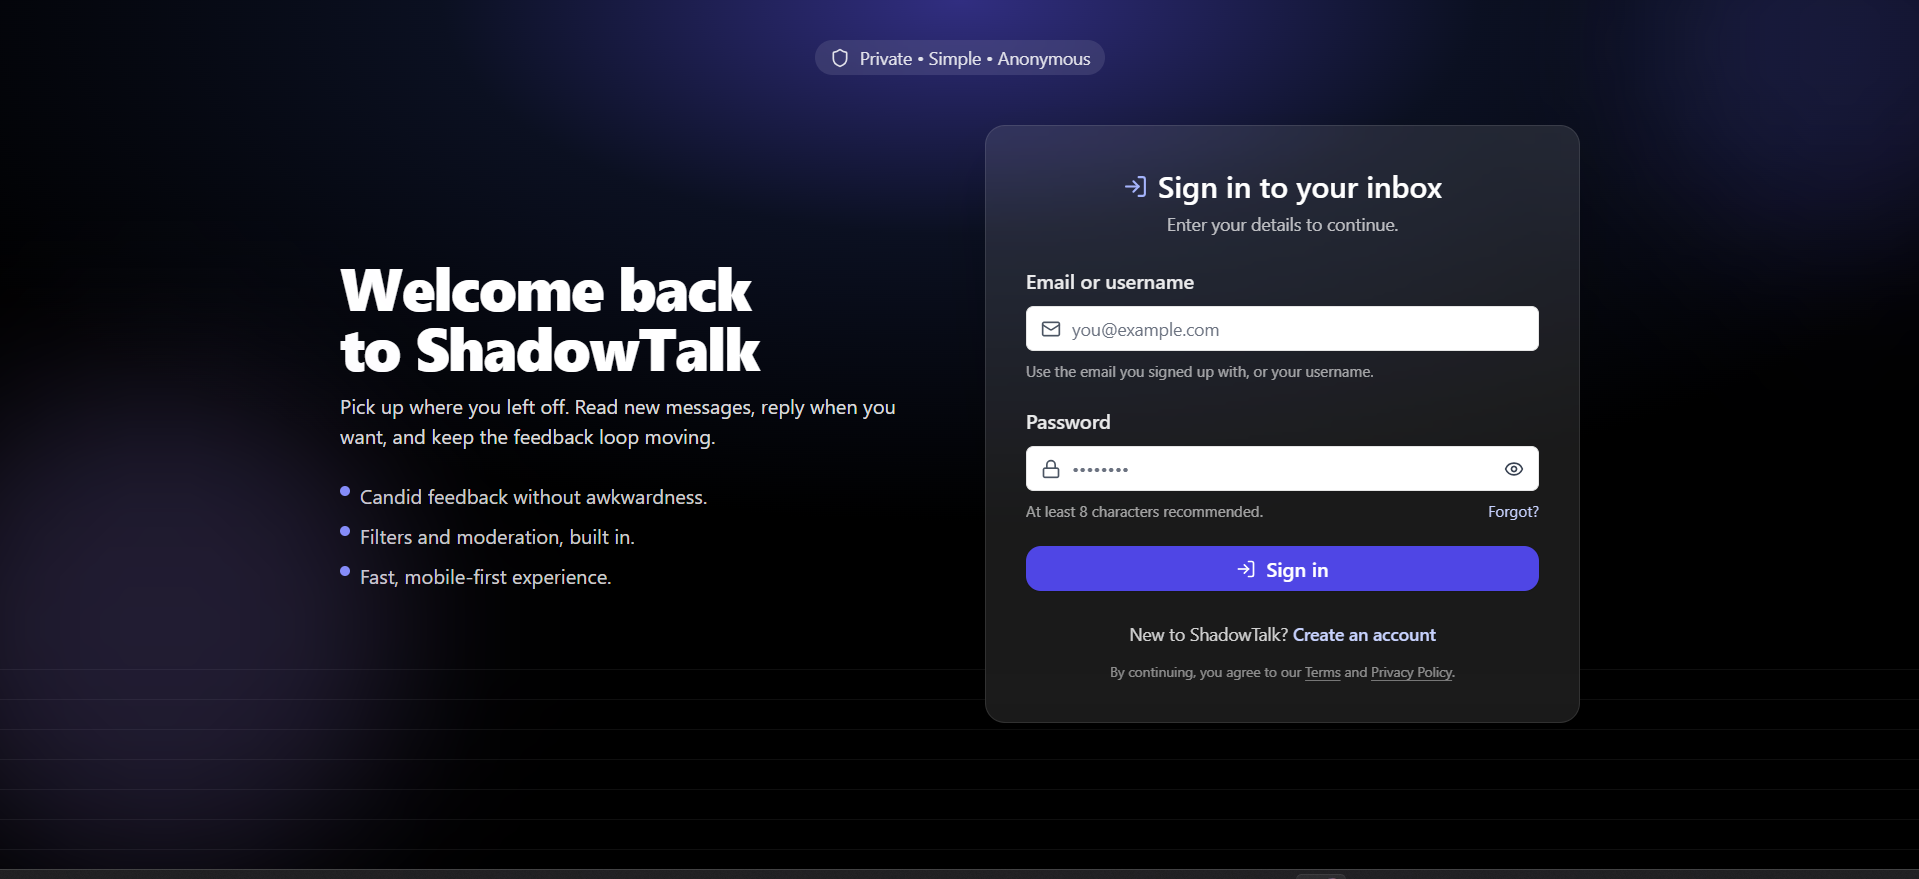 Private • Simple • Anonymous
Welcome back
to ShadowTalk
Pick up where you left off. Read new messages, reply when you
want, and keep the feedback loop moving.
Candid feedback without awkwardness.
Filters and moderation, built in.
Fast, mobile-first experience.
Sign in to your inbox
Enter your details to continue.
Email or username
you@example.com
Use the email you signed up with, or your username.
Password
••••••••
At least 8 characters recommended.
Forgot?
Sign in
New to ShadowTalk? Create an account
By continuing, you agree to our Terms and Privacy Policy.